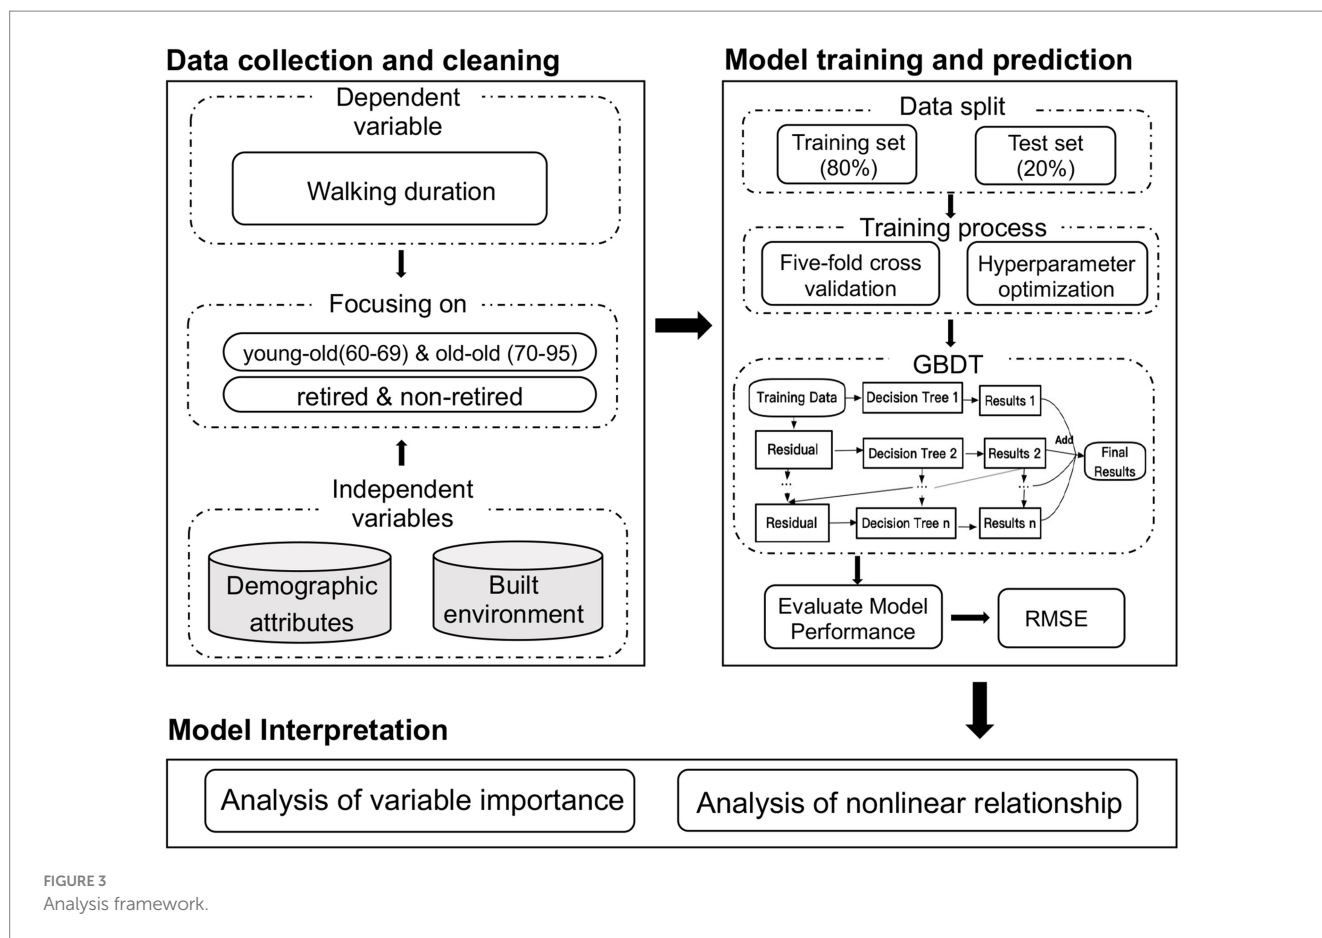 Data collection and cleaning
Dependent
variable
Walking duration
Focusing on
young-old(60-69) & old-old (70-95)
retired & non-retired
Independent
variables
Demographic
attributes
Built
environment
Model training and prediction
Data split
Training set
(80%)
Test set
(20%)
Training process
Five-fold cross
validation
Hyperparameter
optimization
GBDT
Training Data
Decision Tree 1
Results 1
Residual
Decision Tree 2
Results 2
Add
Final
Results
...
...
...
Residual
Decision Tree n
Results n
Evaluate Model
Performance
RMSE
Model Interpretation
Analysis of variable importance
Analysis of nonlinear relationship
FIGURE 3
Analysis framework.